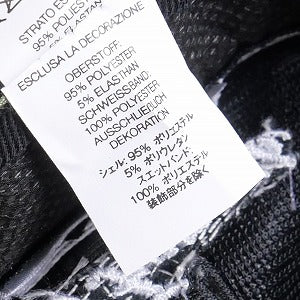 STRATO ES
95% POLYES
5% ELASTAN
ESCLUSA LA DECORAZIONE
OBERSTOFF:
95% POLYESTER
5% ELASTHAN
SCHWEISSBAND:
100% POLYESTER
AUSSCHLIEßLICH
DEKORATION
シェル: 95% ポリエステル
5% ポリウレタン
スエットバンド:
100% ポリエステル
装飾部分を除く